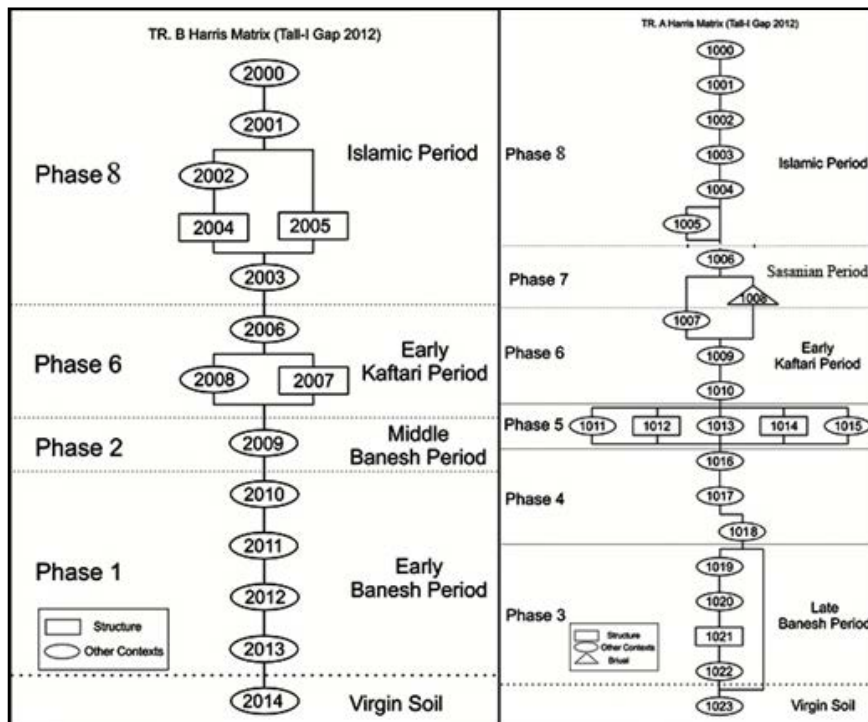 TR. B Harris Matrix (Tall-I Gap 2012)
2000
2001
Islamic Period
Phase 8
2002
2004
2005
2003
2006
Early
Kaftari Period
Phase 6
2008
2007
Phase 2
2009
Middle
Banesh Period
2010
2011
Phase 1
Early
Banesh Period
2012
2013
Structure
Other Contexts
2014
Virgin Soil
TR. A Harris Matrix (Tall-I Gap 2012)
1000
1001
1002
Phase 8
1003
Islamic Period
1004
1005
1006
Sasanian Period
Phase 7
1008
1007
Phase 6
1009
Early
Kaftari Period
1010
Phase 5
1011
1012
1013
1014
1015
1016
Phase 4
1017
1018
1019
1020
Phase 3
Late
Banesh Period
1021
1022
Structure
Other Contexts
Briual
1023
Virgin Soil